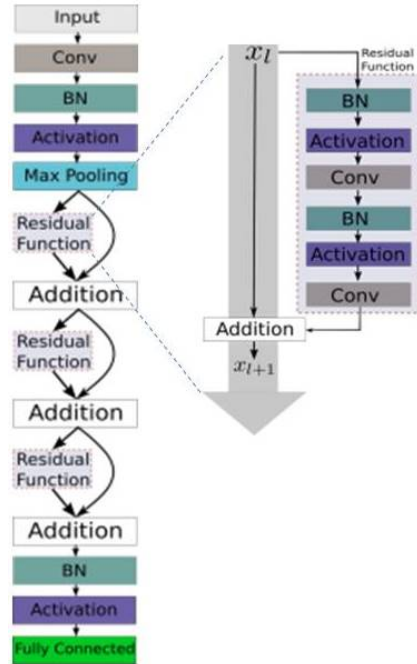 Input
Conv
BN
Activation
Max Pooling
Residual
Function
Addition
Residual
Function
Addition
Residual
Function
Addition
BN
Activation
Fully Connected
x_l
Residual
Function
BN
Activation
Conv
BN
Activation
Conv
Addition
x_{l+1}